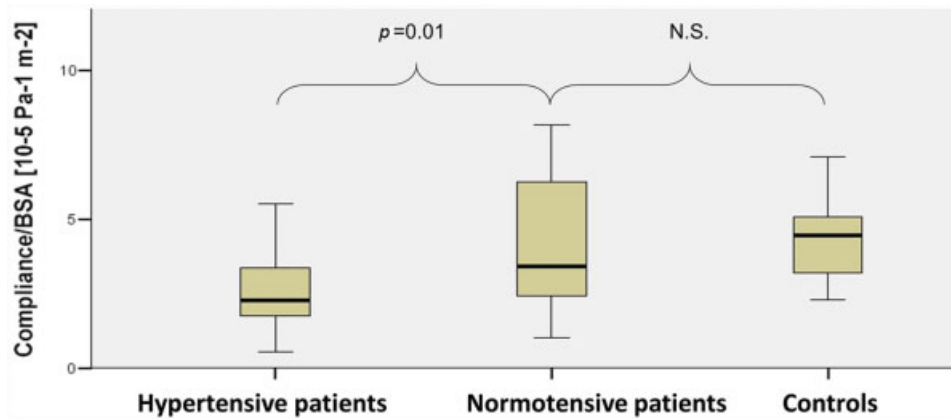 p=0.01
N.S.
Compliance/BSA [10-5 Pa-1 m-2]
10
5
0
Hypertensive patients
Normotensive patients
Controls